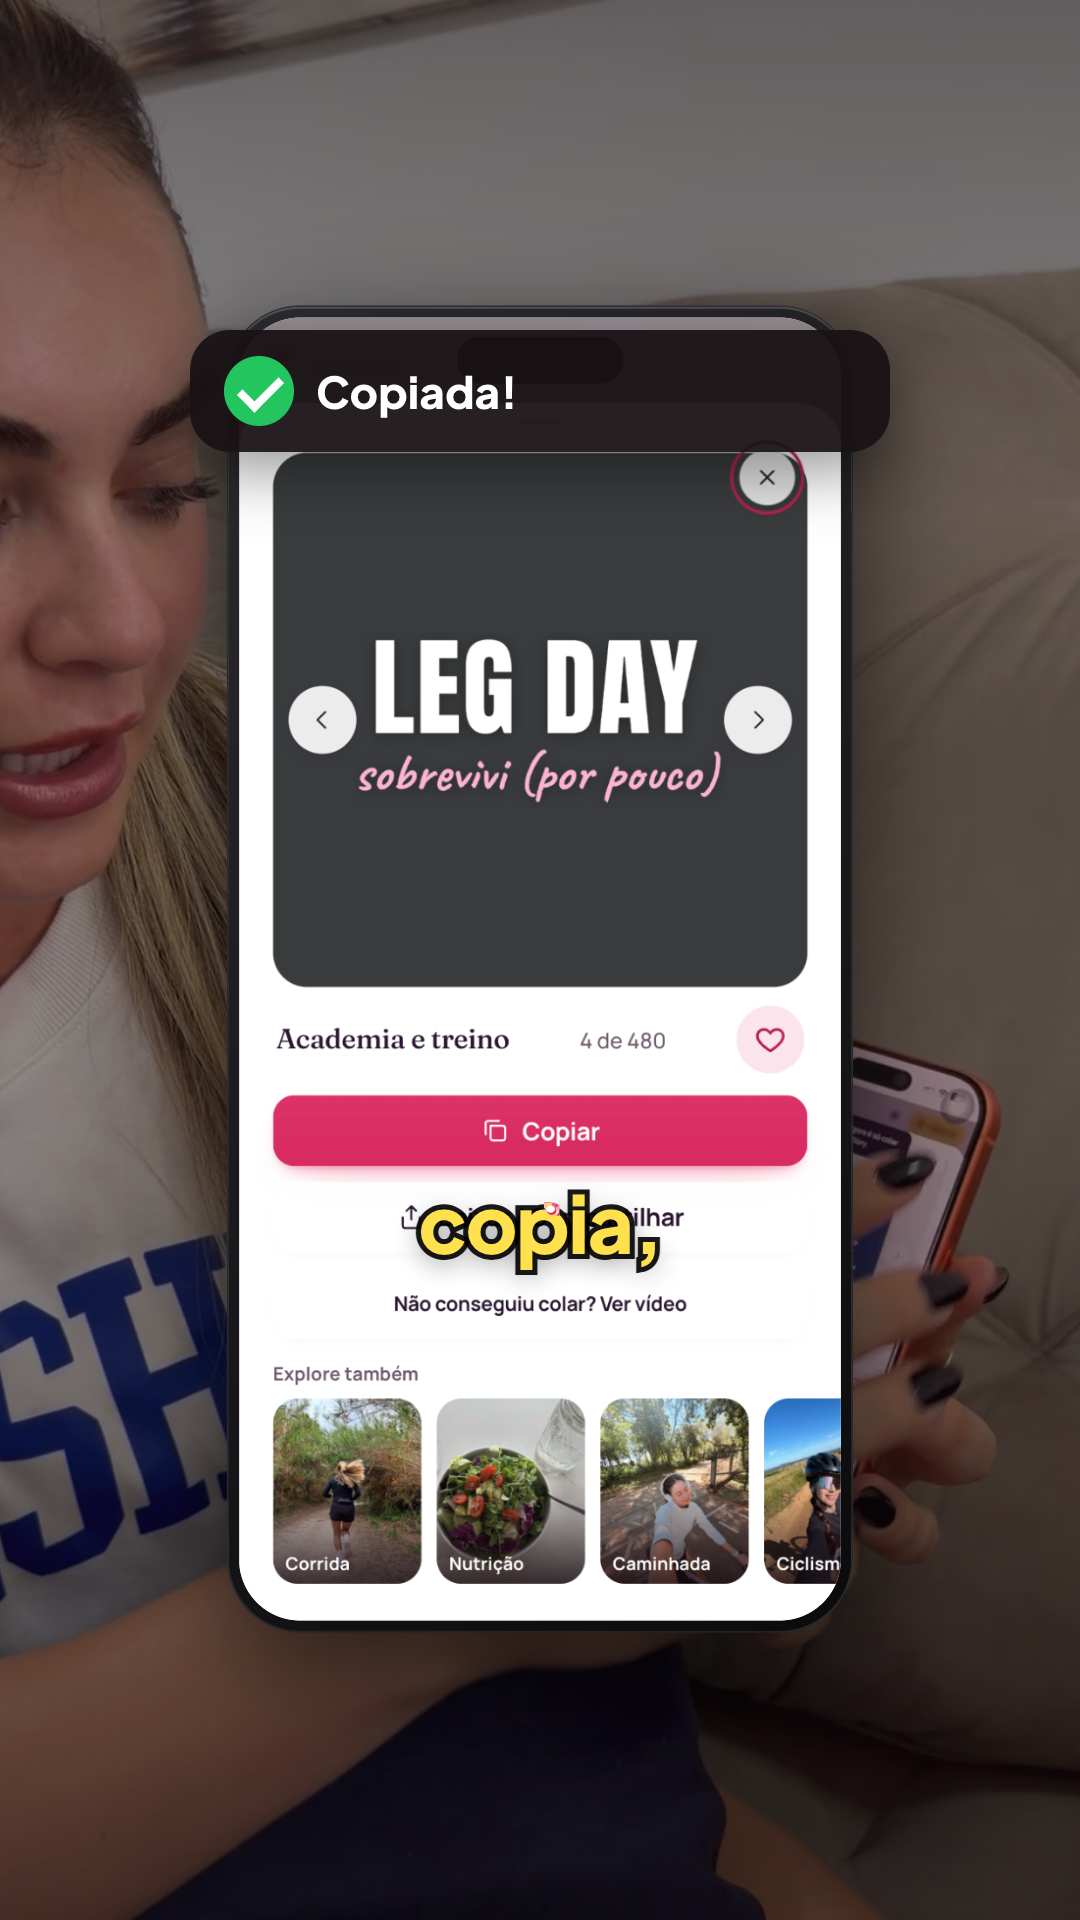 Copiada!
LEG DAY
sobrevivi (por pouco)
Academia e treino
4 de 480
Copiar
copia,
Não conseguiu colar? Ver vídeo
Explore também
Corrida
Nutrição
Caminhada
Ciclism
SH